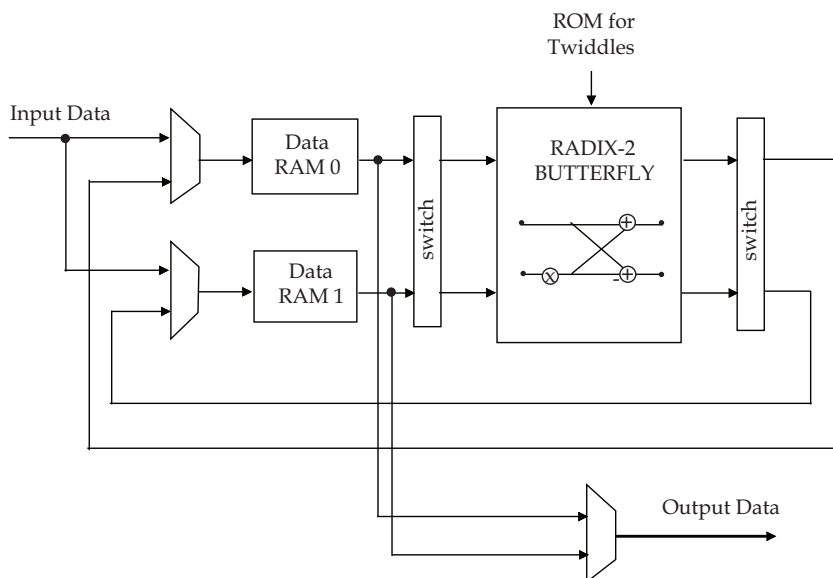 ROM for
Twiddles
Input Data
Data
RAM 0
RADIX-2
BUTTERFLY
switch
switch
+
Data
RAM 1
x
-+
Output Data